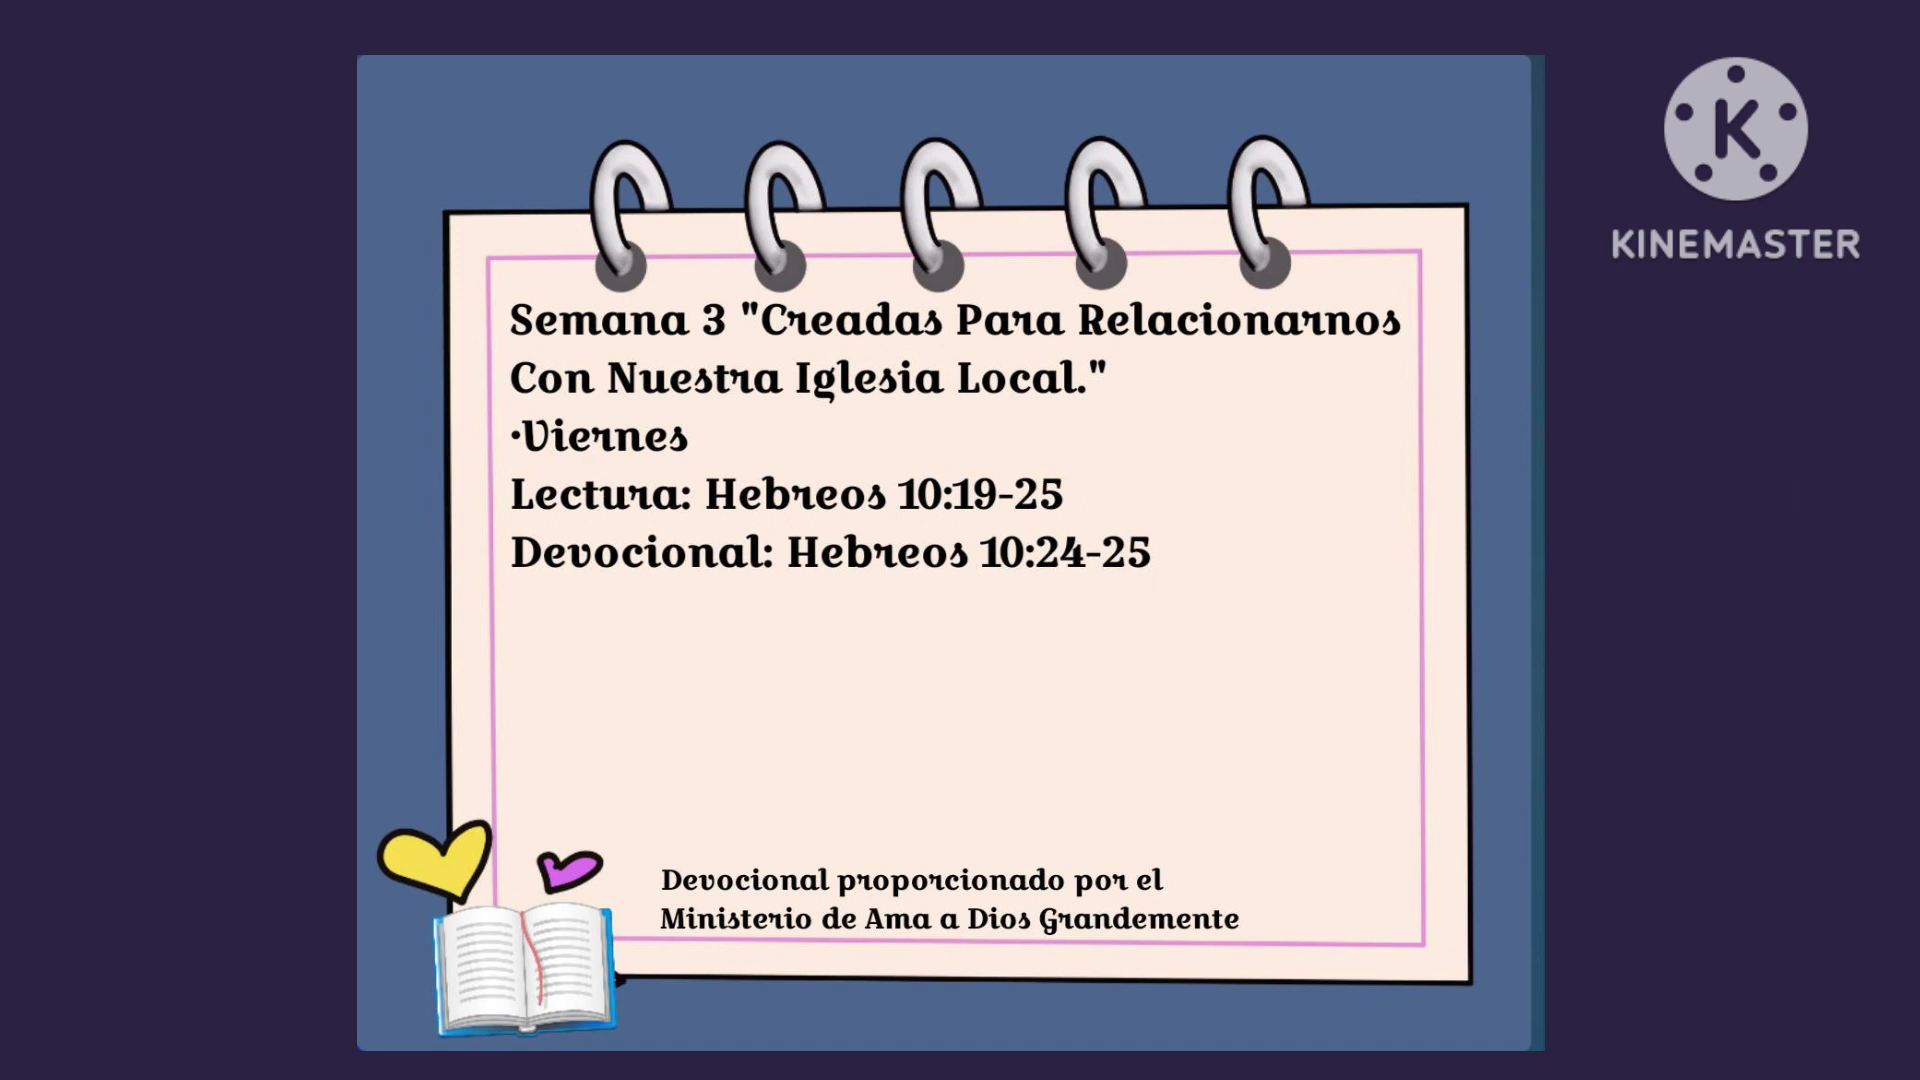 Semana 3 "Creadas Para Relacionarnos
Con Nuestra Iglesia Local."
•Viernes
Lectura: Hebreos 10:19-25
Devocional: Hebreos 10:24-25
Devocional proporcionado por el
Ministerio de Ama a Dios Grandemente
K
KINEMASTER